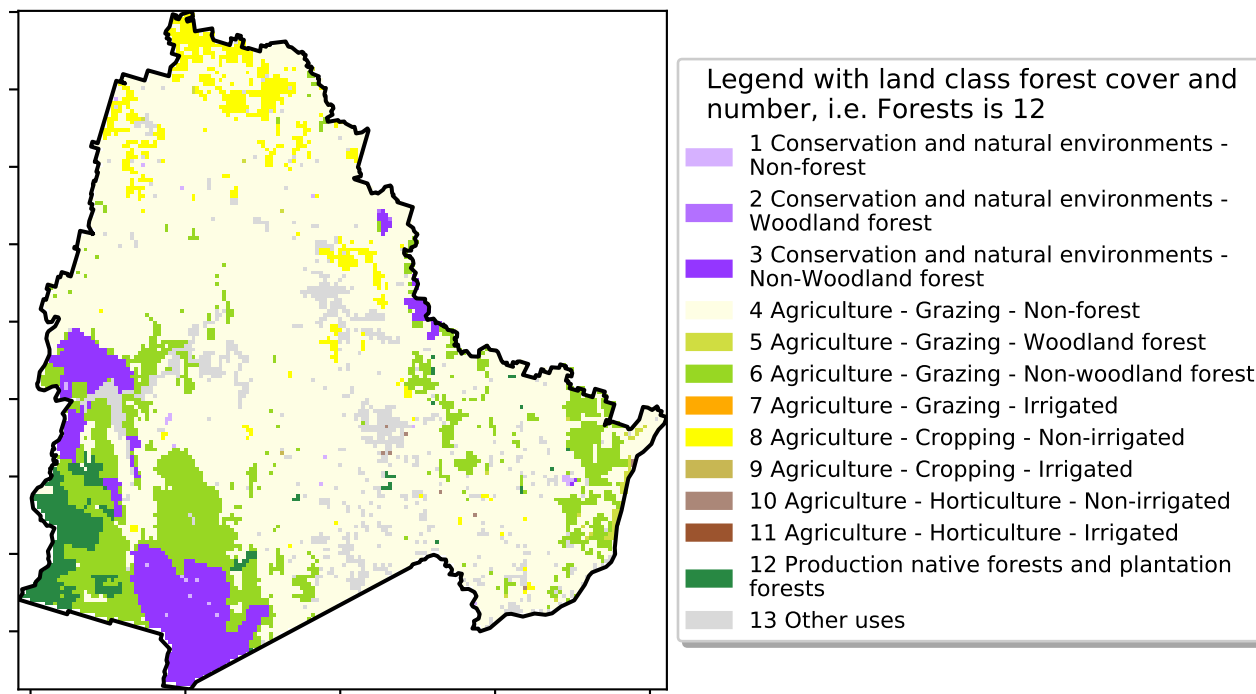 Legend with land class forest cover and
number, i.e. Forests is 12
1 Conservation and natural environments -
Non-forest
2 Conservation and natural environments -
Woodland forest
3 Conservation and natural environments -
Non-Woodland forest
4 Agriculture - Grazing - Non-forest
5 Agriculture - Grazing - Woodland forest
6 Agriculture - Grazing - Non-woodland forest
7 Agriculture - Grazing - Irrigated
8 Agriculture - Cropping - Non-irrigated
9 Agriculture - Cropping - Irrigated
10 Agriculture - Horticulture - Non-irrigated
11 Agriculture - Horticulture - Irrigated
12 Production native forests and plantation
forests
13 Other uses